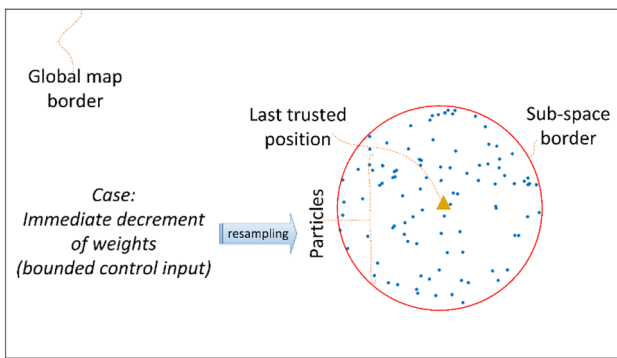 Global map
border
Last trusted
position
Sub-space
border
Case:
Immediate decrement
of weights
(bounded control input)
resampling
Particles